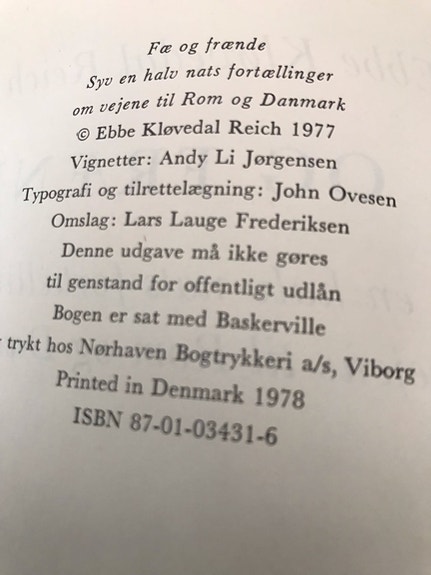 Fæ og frænde
Syv en halv nats fortællinger
om vejene til Rom og Danmark
© Ebbe Kløvedal Reich 1977
Vignetter: Andy Li Jørgensen
Typografi og tilrettelægning: John Ovesen
Omslag: Lars Lauge Frederiksen
Denne udgave må ikke gøres
til genstand for offentligt udlån
Bogen er sat med Baskerville
trykt hos Nørhaven Bogtrykkeri a/s, Viborg
Printed in Denmark 1978
ISBN 87-01-03431-6